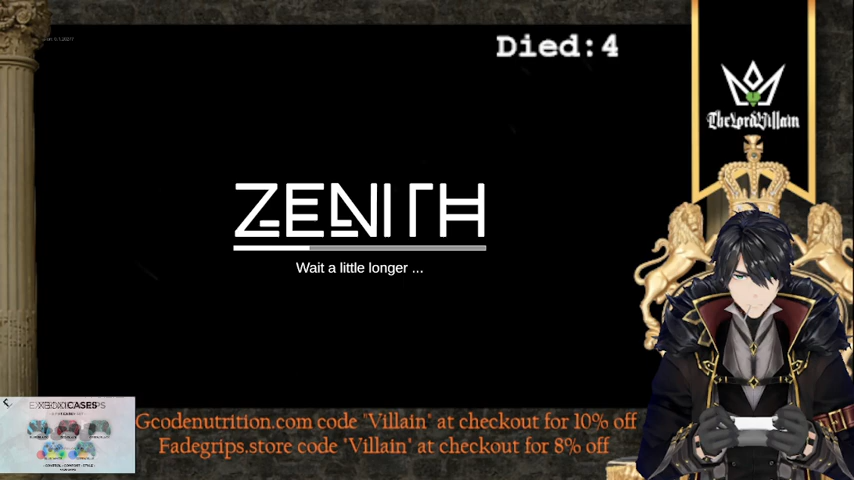 Died:4
TheLordVillain
ZENITH
Wait a little longer ...
Gcodenutrition.com code "Villain" at checkout for 10% off
Fadegrips.store code "Villain" at checkout for 8% off